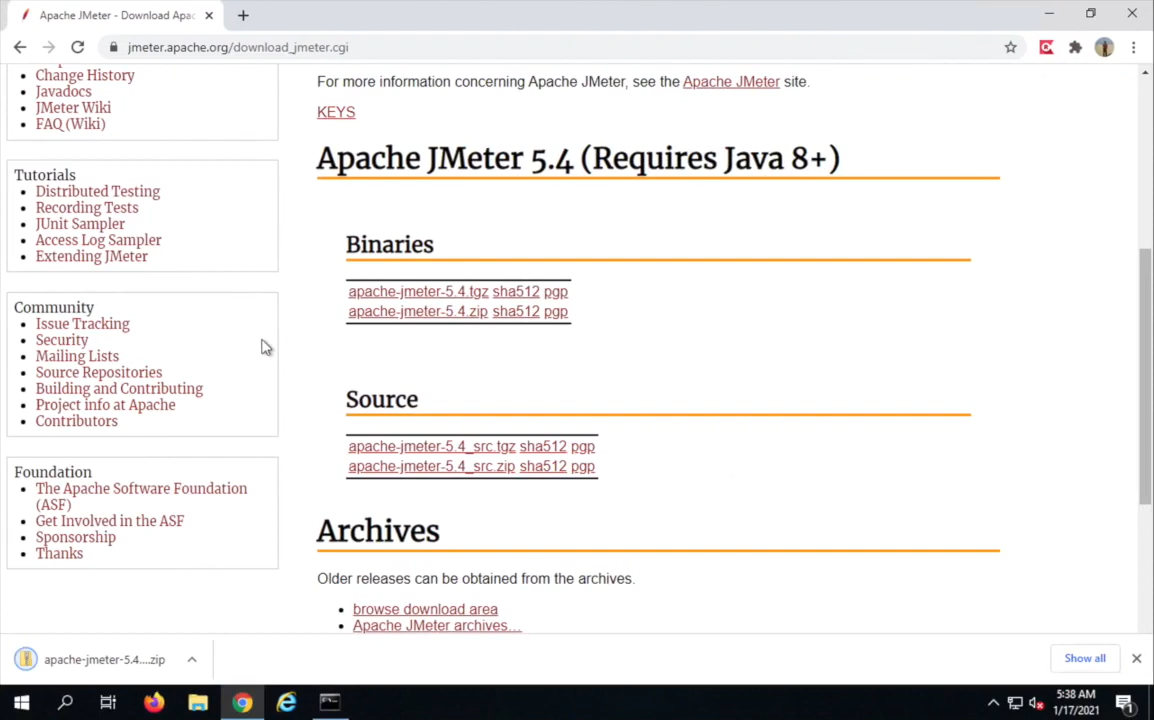 Apache JMeter - Download Apac
jmeter.apache.org/download_jmeter.cgi
Change History
Javadocs
JMeter Wiki
FAQ (Wiki)
Tutorials
Distributed Testing
Recording Tests
JUnit Sampler
Access Log Sampler
Extending JMeter
Community
Issue Tracking
Security
Mailing Lists
Source Repositories
Building and Contributing
Project info at Apache
Contributors
Foundation
The Apache Software Foundation
(ASF)
Get Involved in the ASF
Sponsorship
Thanks
For more information concerning Apache JMeter, see the Apache JMeter site.
KEYS
Apache JMeter 5.4 (Requires Java 8+)
Binaries
apache-jmeter-5.4.tgz sha512 pgp
apache-jmeter-5.4.zip sha512 pgp
Source
apache-jmeter-5.4_src.tgz sha512 pgp
apache-jmeter-5.4_src.zip sha512 pgp
Archives
Older releases can be obtained from the archives.
browse download area
Apache JMeter archives...
apache-jmeter-5.4....zip
Show all
5:38 AM
1/17/2021